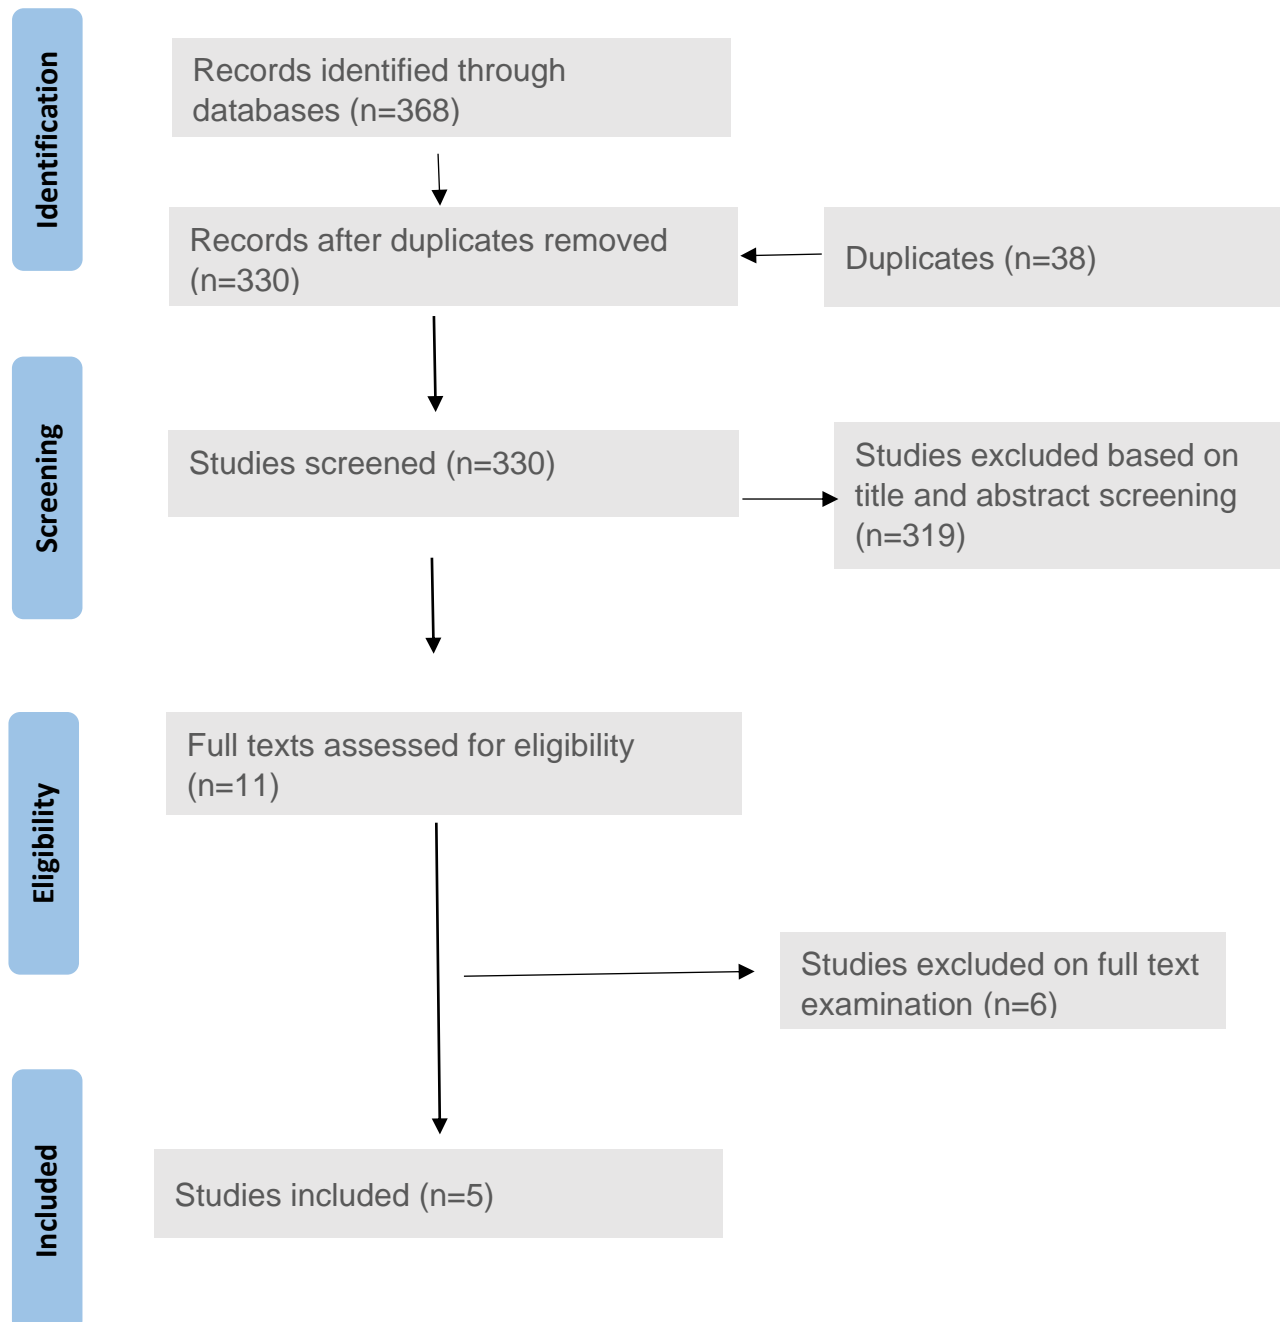 Identification
Records identified through
databases (n=368)
Records after duplicates removed
(n=330)
Duplicates (n=38)
Screening
Studies screened (n=330)
Studies excluded based on
title and abstract screening
(n=319)
Eligibility
Full texts assessed for eligibility
(n=11)
Studies excluded on full text
examination (n=6)
Included
Studies included (n=5)